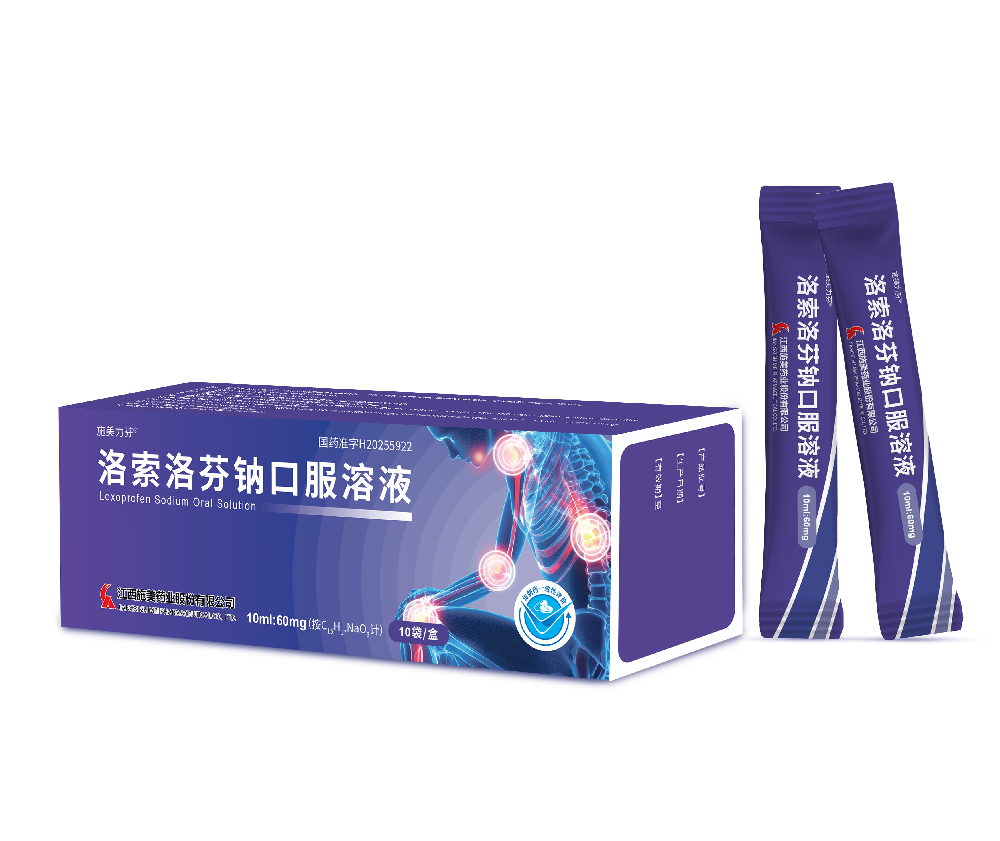 施美力芬®
国药准字H20255922
洛索洛芬钠口服溶液
Loxoprofen Sodium Oral Solution
江西施美药业股份有限公司
JIANGXI SHIMEI PHARMACEUTICAL CO., LTD.
10ml:60mg(按C₁₅H₁₇NaO₃计)
10袋/盒
仿制药一致性评价
【产品批号】
【生产日期】
【有效期】至
施美力芬®
洛索洛芬钠口服溶液
10ml:60mg
江西施美药业股份有限公司
JIANGXI SHIMEI PHARMACEUTICAL CO., LTD.
施美力芬®
洛索洛芬钠口服溶液
10ml:60mg
江西施美药业股份有限公司
JIANGXI SHIMEI PHARMACEUTICAL CO., LTD.